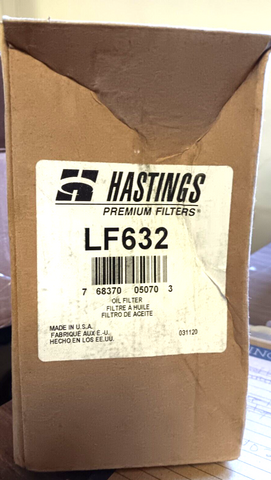 HASTINGS
PREMIUM FILTERS®
LF632
7 68370 05070 3
OIL FILTER
FILTRE A HUILE
FILTRO DE ACEITE
MADE IN U.S.A.
FABRIQUÉ AUX E.-U.
HECHO EN LOS EE.UU.
031120